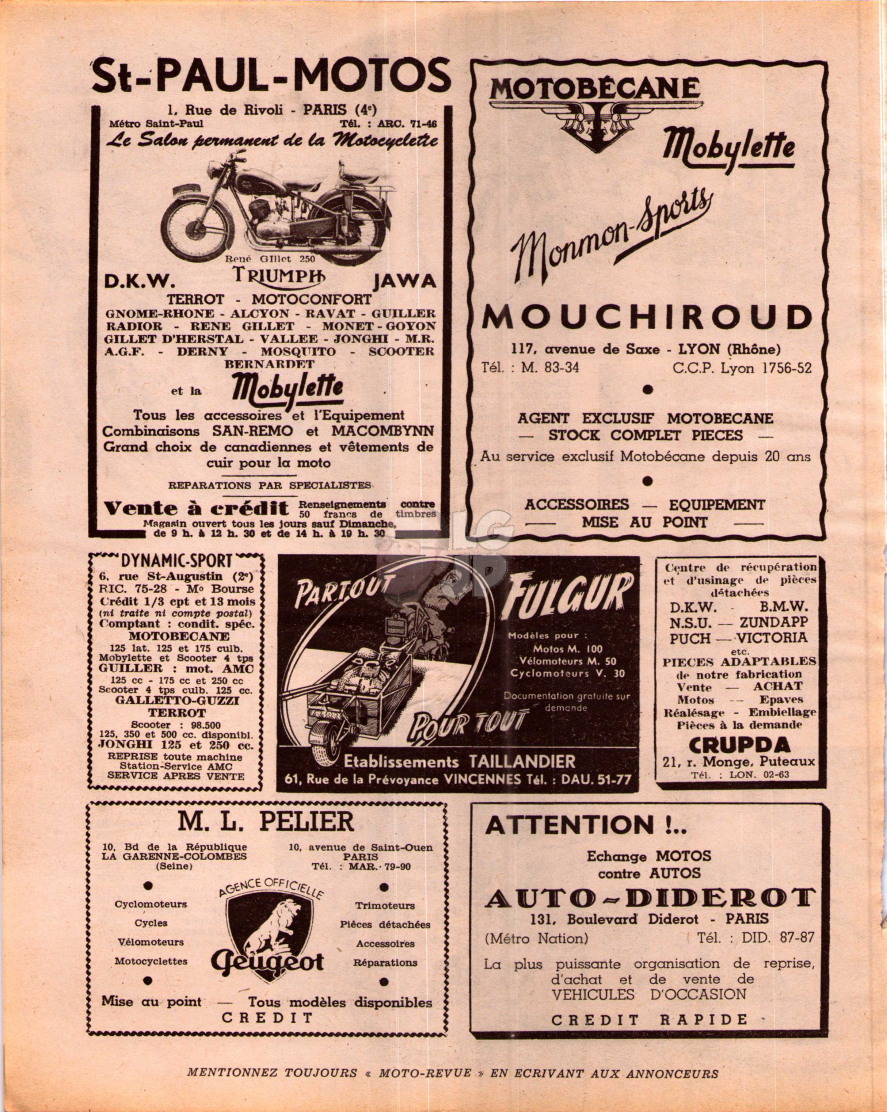 St-PAUL-MOTOS
1, Rue de Rivoli - PARIS (4e)
Métro Saint-Paul Tél. : ARC. 71-46
Le Salon permanent de la Motocyclette
René Gillet 250
D.K.W. TRIUMPH JAWA
TERROT - MOTOCONFORT
GNOME-RHONE - ALCYON - RAVAT - GUILLER
RADIOR - RENE GILLET - MONET-GOYON
GILLET D'HERSTAL - VALLEE - JONGHI - M.R.
A.G.F. - DERNY - MOSQUITO - SCOOTER
BERNARDET
et la Mobylette
Tous les accessoires et l'Equipement
Combinaisons SAN-REMO et MACOMBYNN
Grand choix de canadiennes et vêtements de
cuir pour la moto
REPARATIONS PAR SPECIALISTES
Vente à crédit Renseignements contre
50 francs de timbres
Magasin ouvert tous les jours sauf Dimanche,
de 9 h. à 12 h. 30 et de 14 h. à 19 h. 30
MOTOBÉCANE
Mobylette
Monmon-Sports
MOUCHIROUD
117, avenue de Saxe - LYON (Rhône)
Tél. : M. 83-34 C.C.P. Lyon 1756-52
AGENT EXCLUSIF MOTOBECANE
— STOCK COMPLET PIECES —
Au service exclusif Motobécane depuis 20 ans
ACCESSOIRES — EQUIPEMENT
— MISE AU POINT —
DYNAMIC-SPORT
6, rue St-Augustin (2e)
RIC. 75-28 - Mo Bourse
Crédit 1/3 cpt et 13 mois
(ni traite ni compte postal)
Comptant : condit. spéc.
MOTOBECANE
125 lat. 125 et 175 culb.
Mobylette et Scooter 4 tps
GUILLER : mot. AMC
125 cc - 175 cc et 250 cc
Scooter 4 tps culb. 125 cc.
GALLETTO-GUZZI
TERROT
Scooter : 98.500
125, 350 et 500 cc. disponibl.
JONGHI 125 et 250 cc.
REPRISE toute machine
Station-Service AMC
SERVICE APRES VENTE
PARTOUT
FULGUR
Modèles pour :
Motos M. 100
Vélomoteurs M. 50
Cyclomoteurs V. 30
Documentation gratuite sur
demande
POUR TOUT
Etablissements TAILLANDIER
61, Rue de la Prévoyance VINCENNES Tél. : DAU. 51-77
Centre de récupération
et d'usinage de pièces
détachées
D.K.W. - B.M.W.
N.S.U. — ZUNDAPP
PUCH — VICTORIA
etc.
PIECES ADAPTABLES
de notre fabrication
Vente — ACHAT
Motos — Epaves
Réalésage - Embiellage
Pièces à la demande
CRUPDA
21, r. Monge, Puteaux
Tél. : LON. 02-63
M. L. PELIER
10, Bd de la République
LA GARENNE-COLOMBES
(Seine)
10, avenue de Saint-Ouen
PARIS
Tél. : MAR. 79-90
AGENCE OFFICIELLE
Peugeot
Cyclomoteurs
Cycles
Vélomoteurs
Motocyclettes
Trimoteurs
Pièces détachées
Accessoires
Réparations
Mise au point — Tous modèles disponibles
CREDIT
ATTENTION !..
Echange MOTOS
contre AUTOS
AUTO-DIDEROT
131, Boulevard Diderot - PARIS
(Métro Nation) Tél. : DID. 87-87
La plus puissante organisation de reprise,
d'achat et de vente de
VEHICULES D'OCCASION
CREDIT RAPIDE
MENTIONNEZ TOUJOURS « MOTO-REVUE » EN ECRIVANT AUX ANNONCEURS